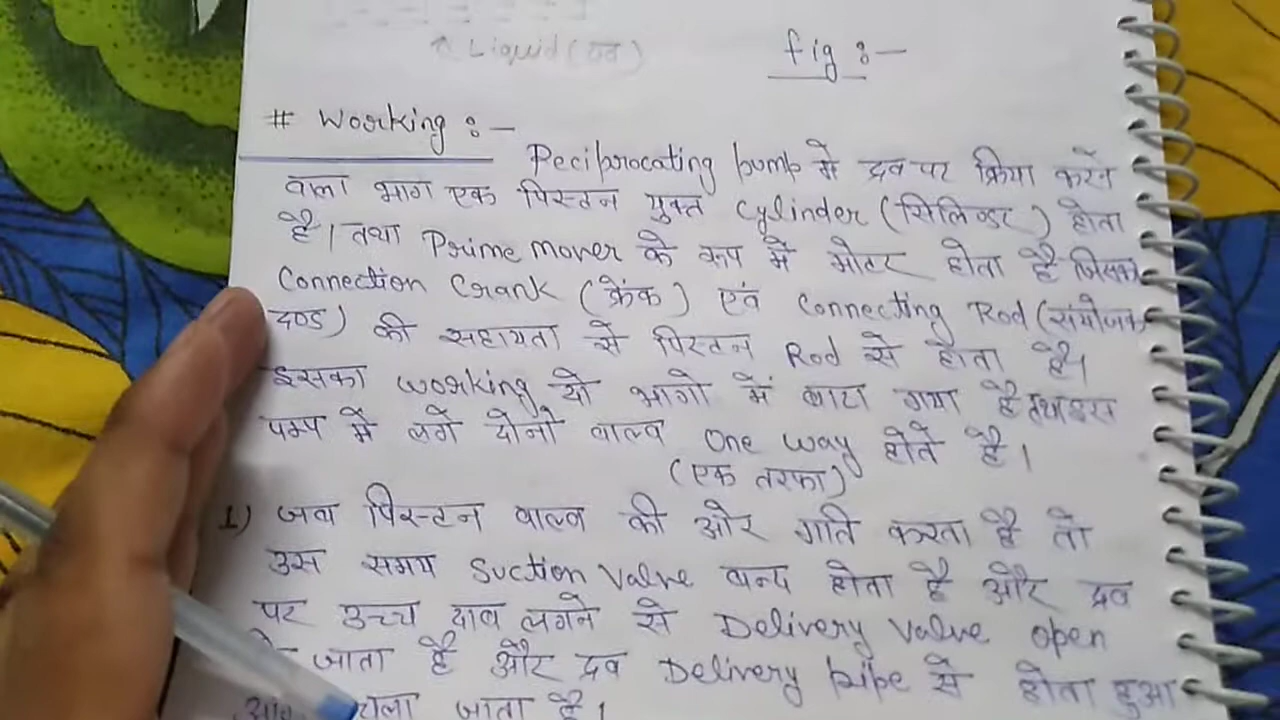 Liquid (द्रव)
fig :-
# Working :-
Reciprocating pump में द्रव पर क्रिया करने
वाला भाग एक पिस्टन युक्त Cylinder (सिलिण्डर) होता
है। तथा Prime mover के रूप में मोटर होता है जिसका
Connection Crank (क्रेंक) एवं Connecting Rod (संयोजक
दण्ड) की सहायता से पिस्टन Rod से होता है।
इसका working दो भागो में बाटा गया है तथा इस
पम्प में लगे दोनो वाल्व One way होते है।
(एक तरफा)
1) जब पिस्टन वाल्व की ओर गति करता है तो
उस समय Suction Valve बन्द होता है और द्रव
पर उच्च दाब लगने से Delivery Valve open
जाता है और द्रव Delivery pipe से होता हुआ
चला जाता है।